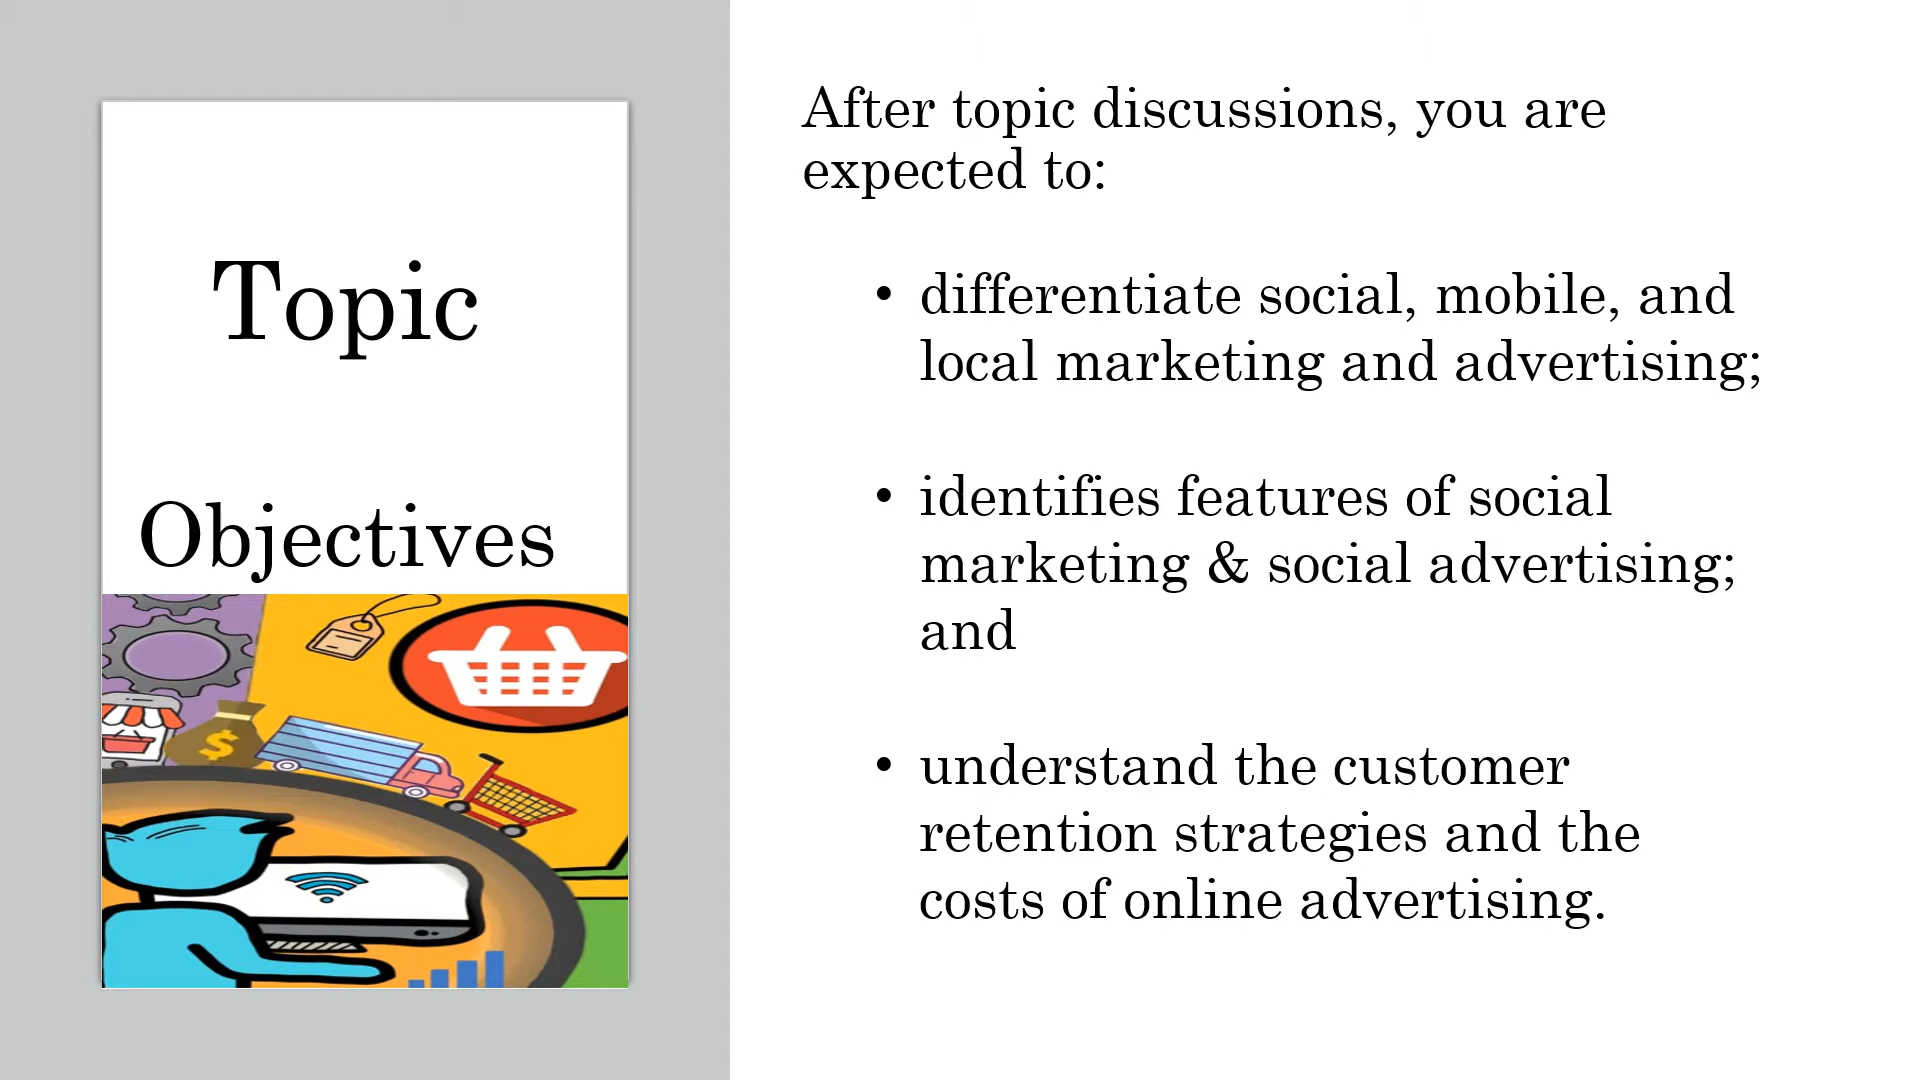 Topic
Objectives
After topic discussions, you are
expected to:
• differentiate social, mobile, and
local marketing and advertising;
• identifies features of social
marketing & social advertising;
and
• understand the customer
retention strategies and the
costs of online advertising.
$